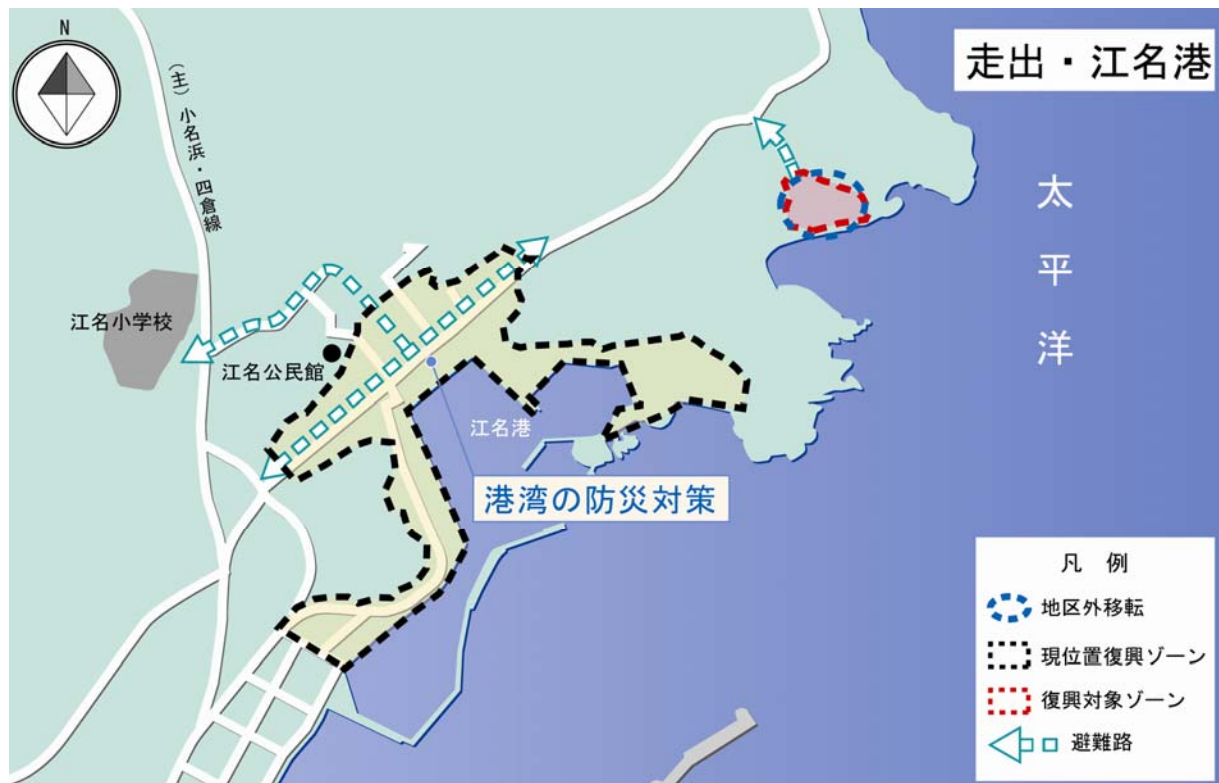 N
走出・江名港
(主)小名浜・四倉線
太平洋
江名小学校
江名公民館
江名港
港湾の防災対策
凡 例
地区外移転
現位置復興ゾーン
復興対象ゾーン
避難路